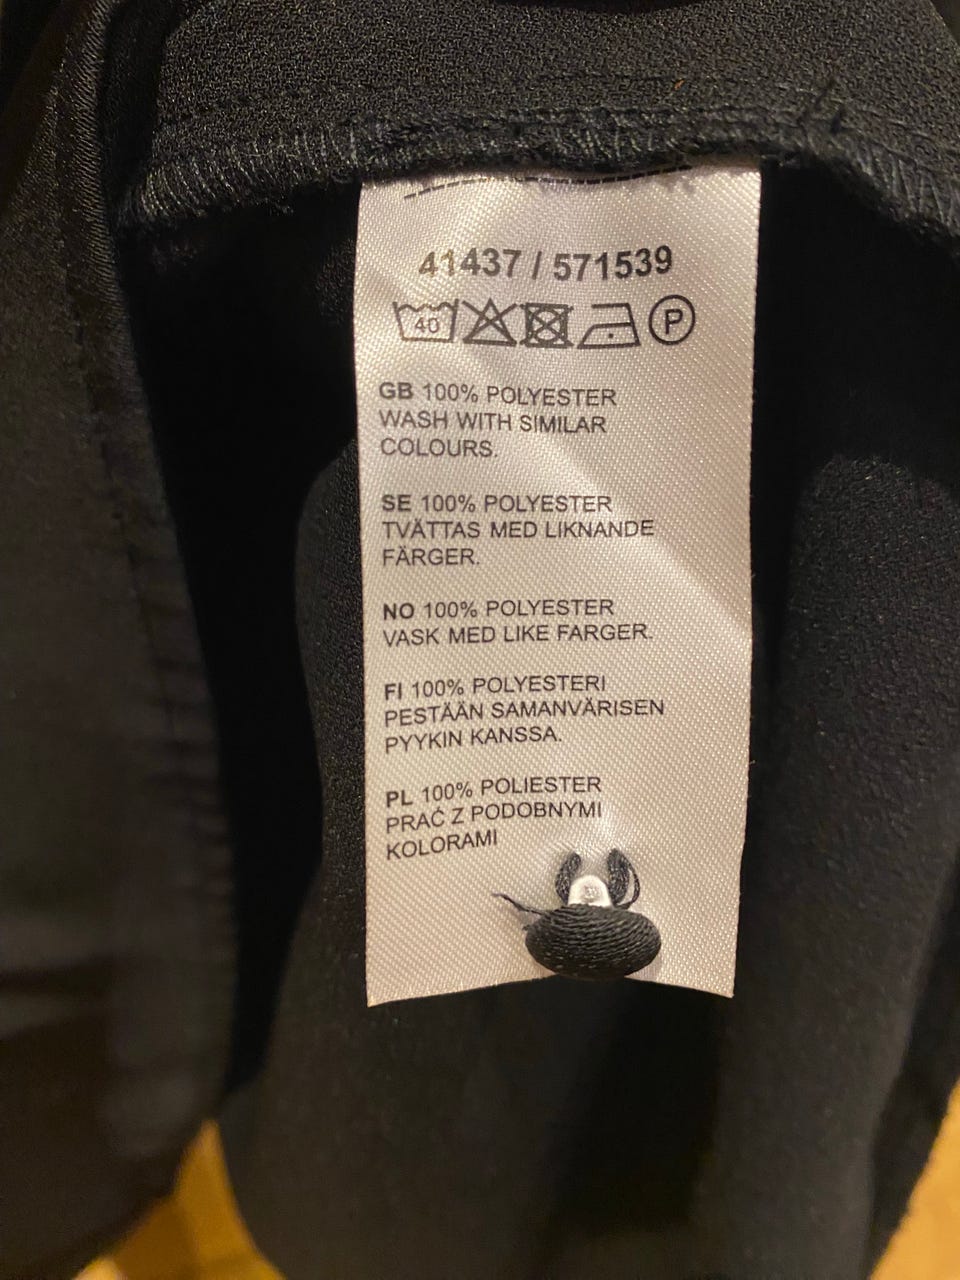 41437 / 571539
40 P
GB 100% POLYESTER
WASH WITH SIMILAR
COLOURS.
SE 100% POLYESTER
TVÄTTAS MED LIKNANDE
FÄRGER.
NO 100% POLYESTER
VASK MED LIKE FARGER.
FI 100% POLYESTERI
PESTÄÄN SAMANVÄRISEN
PYYKIN KANSSA.
PL 100% POLIESTER
PRAĆ Z PODOBNYMI
KOLORAMI